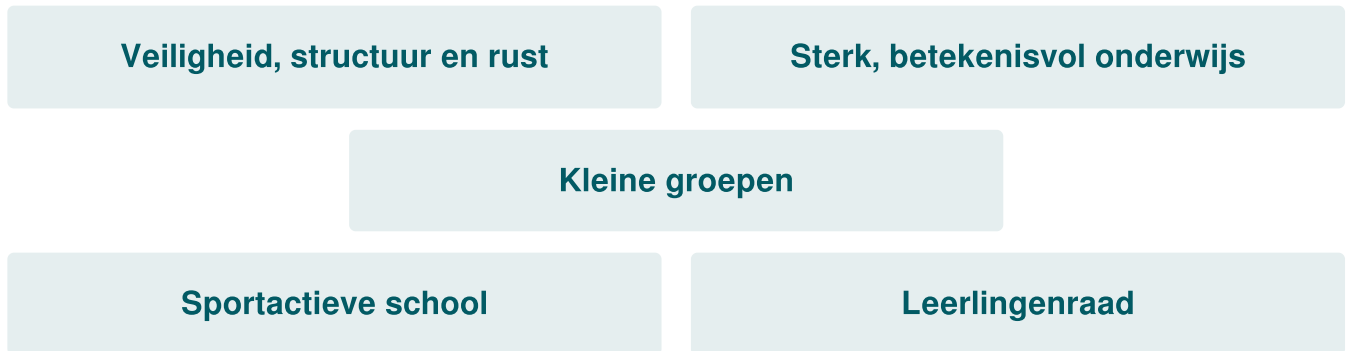 Veiligheid, structuur en rust
Sterk, betekenisvol onderwijs
Kleine groepen
Sportactieve school
Leerlingenraad